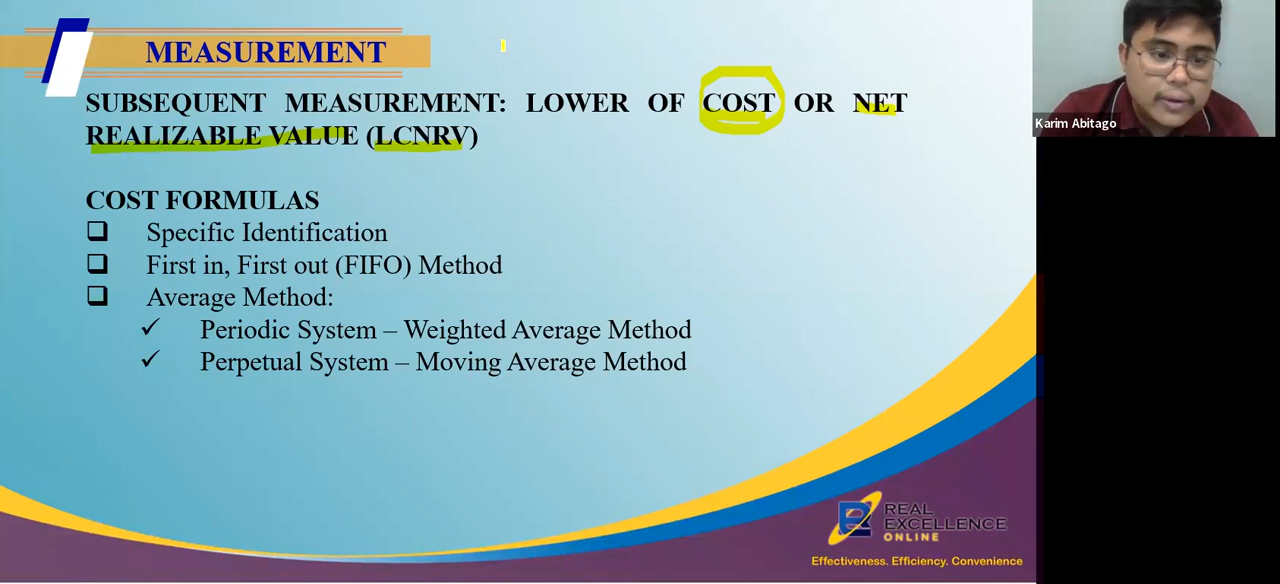 MEASUREMENT
SUBSEQUENT MEASUREMENT: LOWER OF COST OR NET
REALIZABLE VALUE (LCNRV)
COST FORMULAS
Specific Identification
First in, First out (FIFO) Method
Average Method:
Periodic System – Weighted Average Method
Perpetual System – Moving Average Method
Karim Abitago
REAL
EXCELLENCE
ONLINE
Effectiveness. Efficiency. Convenience